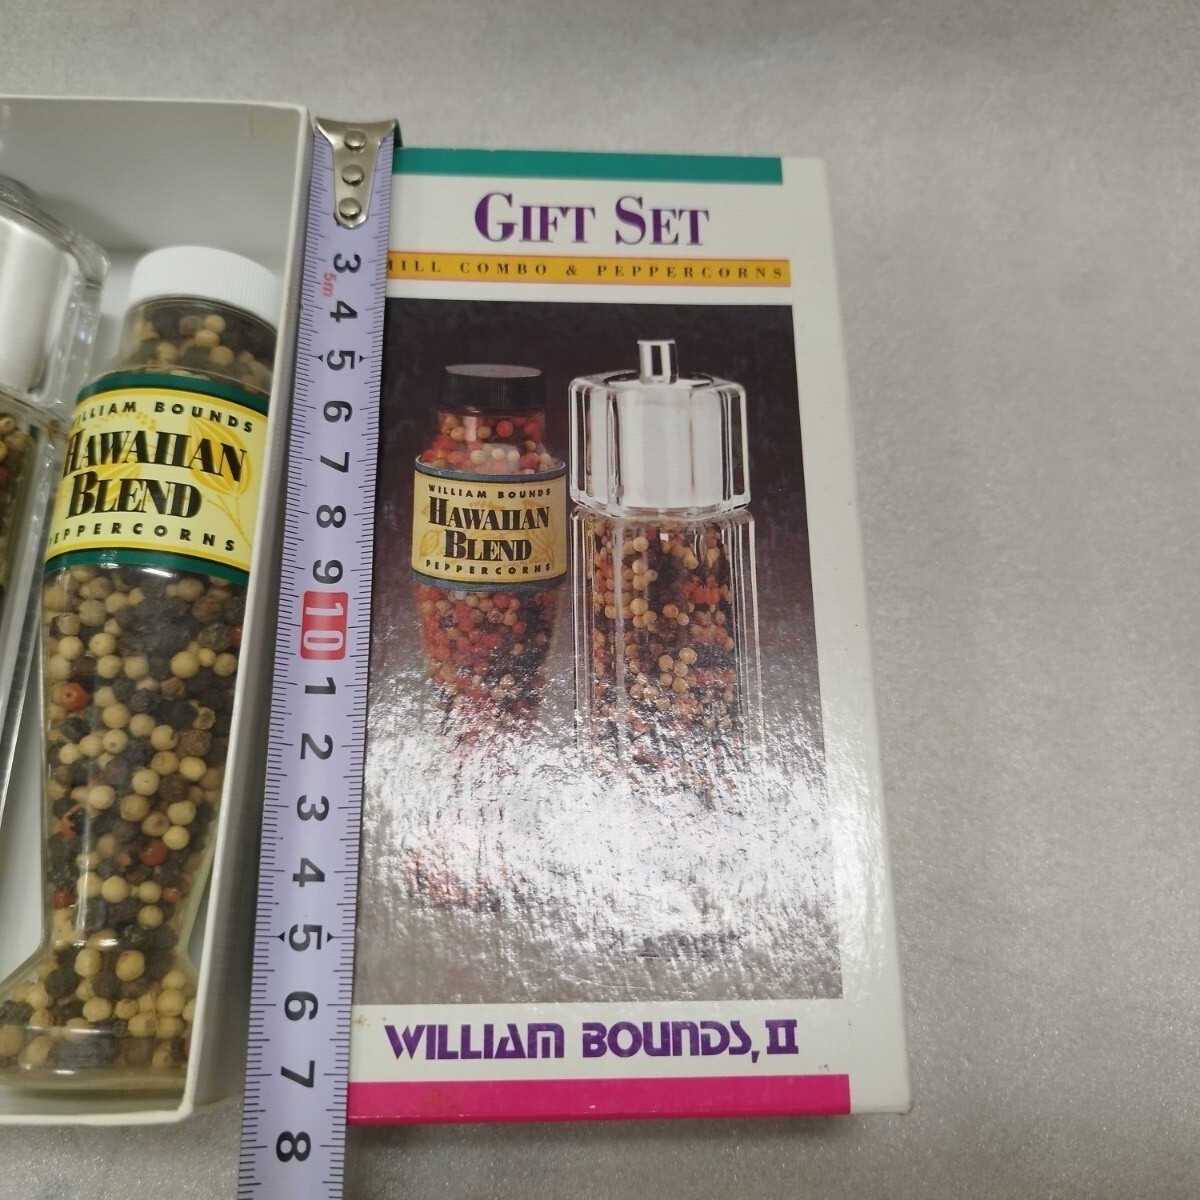 WILLIAM BOUNDS
HAWAIIAN
BLEND
PEPPERCORNS
3
5m
4
5
6
7
8
9
10
1
2
3
4
5
6
7
8
GIFT SET
MILL COMBO & PEPPERCORNS
WILLIAM BOUNDS
HAWAIIAN
BLEND
PEPPERCORNS
WILLIAM BOUNDS, II